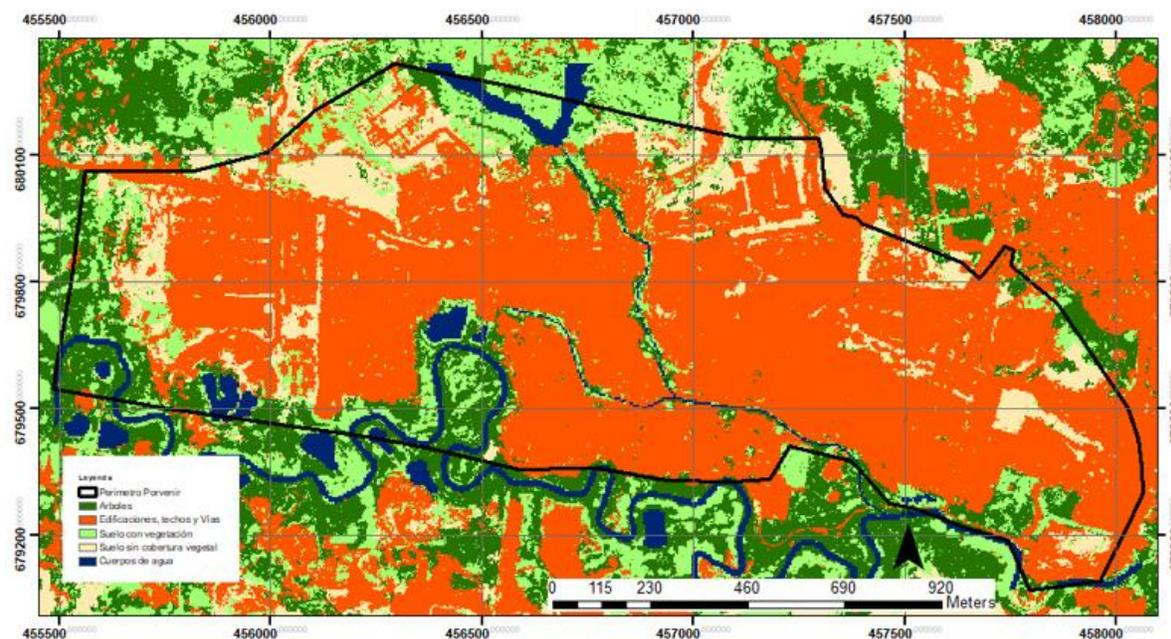 455500 456000 456500 457000 457500 458000
680100
679800
679500
679200
Leyenda
Perimetro Porvenir
Arboles
Edificaciones, techos y Vías
Suelo con vegetación
Suelo sin cobertura vegetal
Cuerpos de agua
0 115 230 460 690 920
Meters
455500 456000 456500 457000 457500 458000